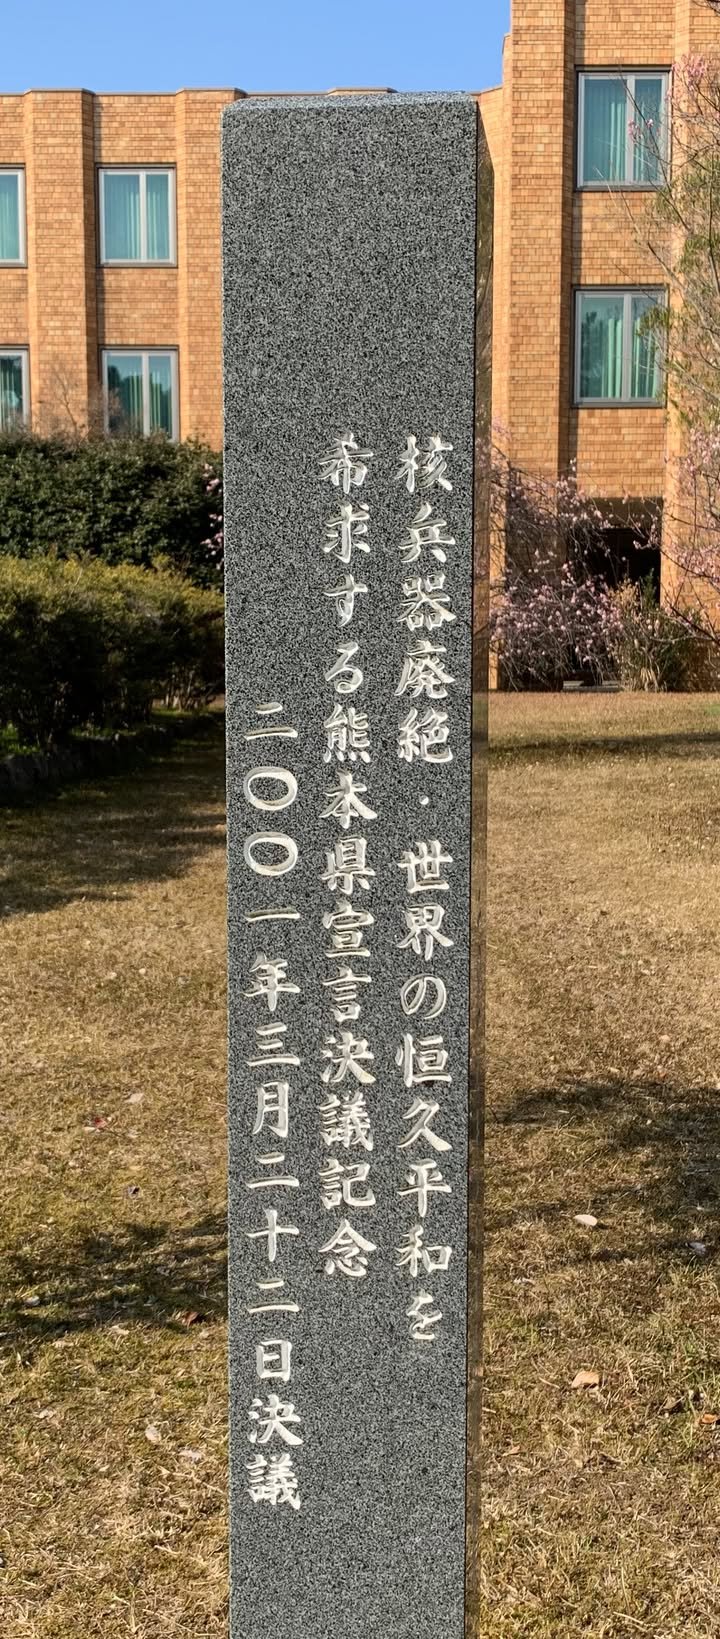 核兵器廃絶・世界の恒久平和を
希求する熊本県宣言決議記念
二〇〇一年三月二十二日決議